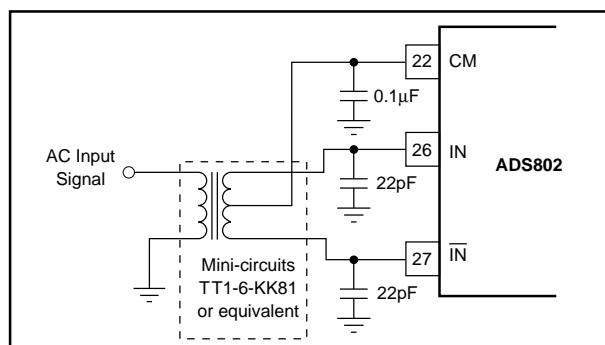 22 CM
0.1µF
AC Input
Signal
26 IN
ADS802
22pF
Mini-circuits
TT1-6-KK81
or equivalent
27 I̅N̅
22pF